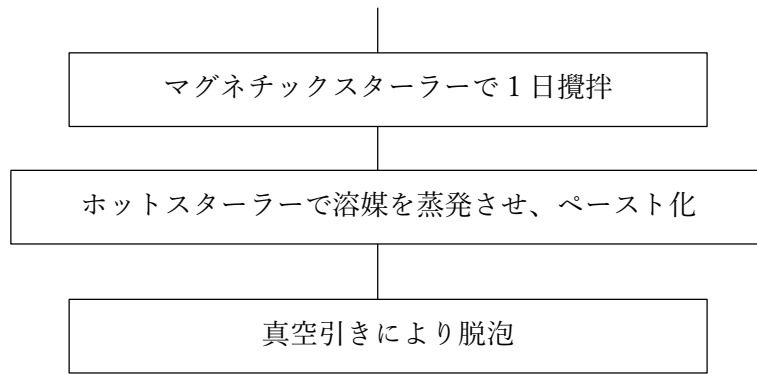 マグネチックスターラーで1日攪拌
ホットスターラーで溶媒を蒸発させ、ペースト化
真空引きにより脱泡